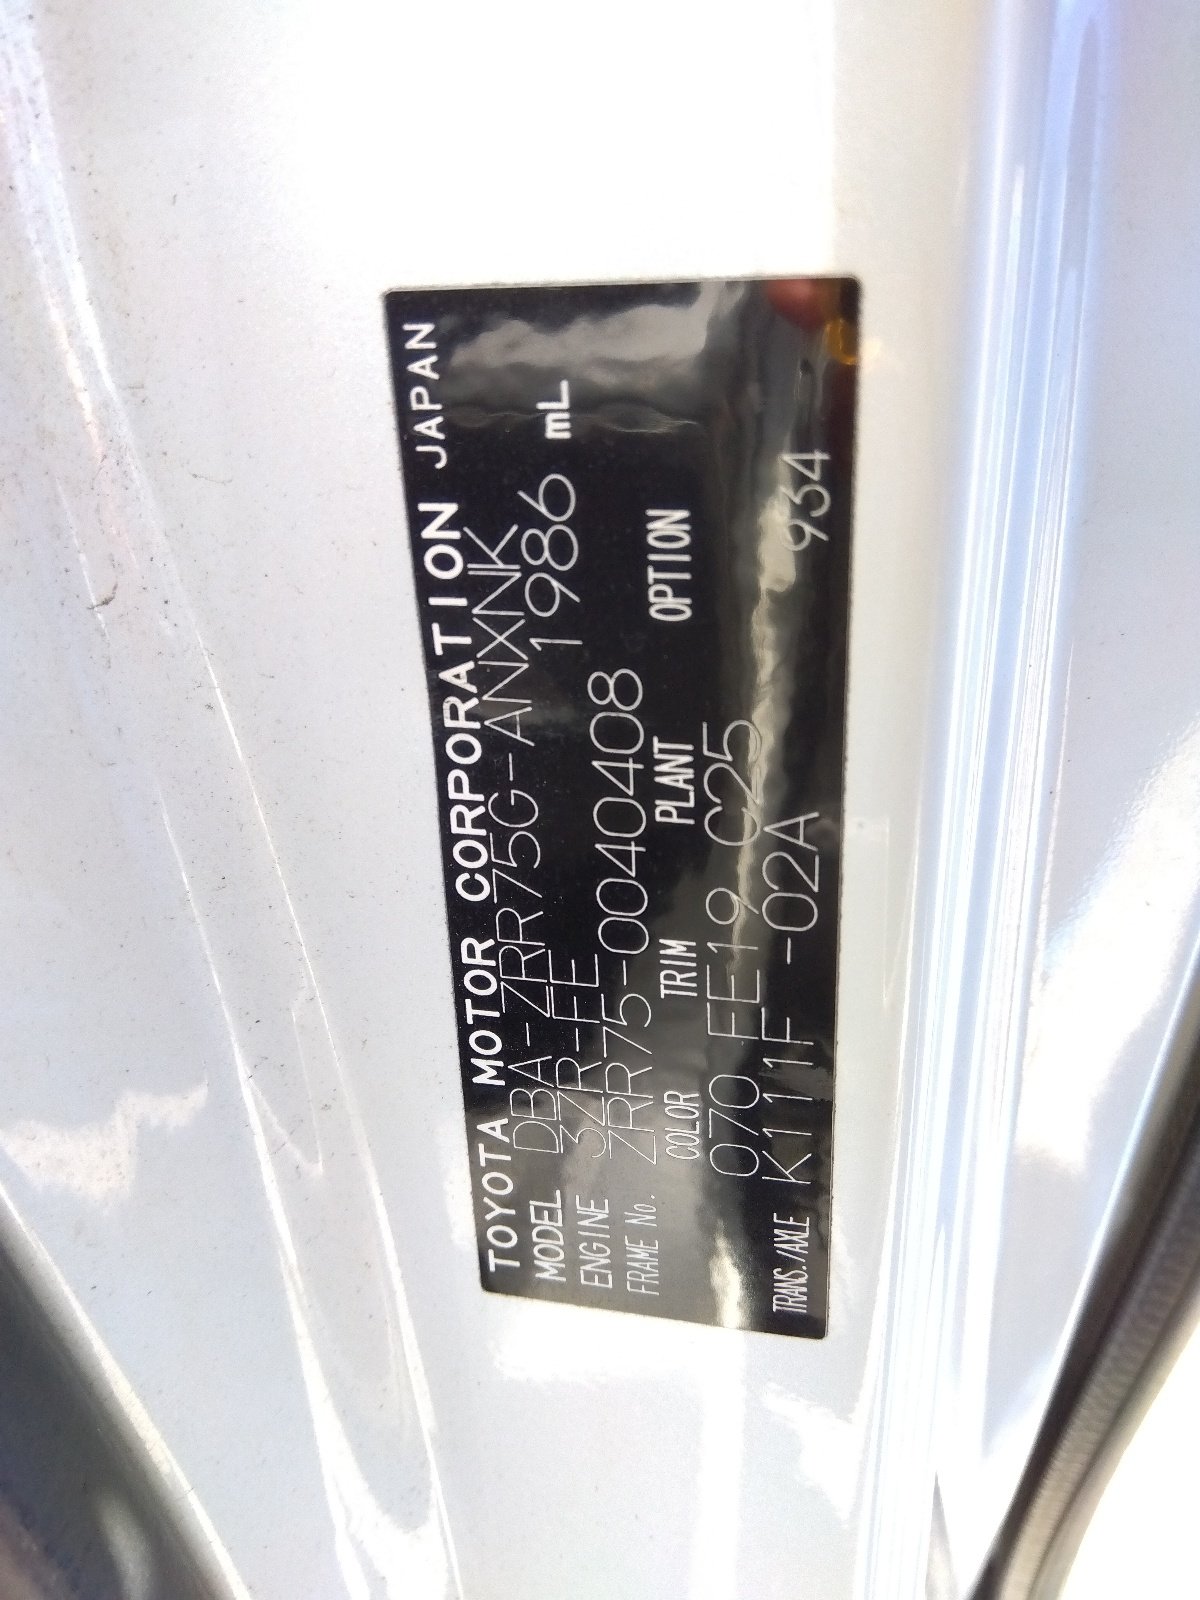 TOYOTA MOTOR CORPORATION JAPAN
MODEL DBA-ZRR75G-ANXNK
ENGINE 3ZR-FE 1986 mL
FRAME No. ZRR75-0040408
COLOR TRIM PLANT OPTION
070 FE19 C25
TRANS./AXLE K111F -02A 934